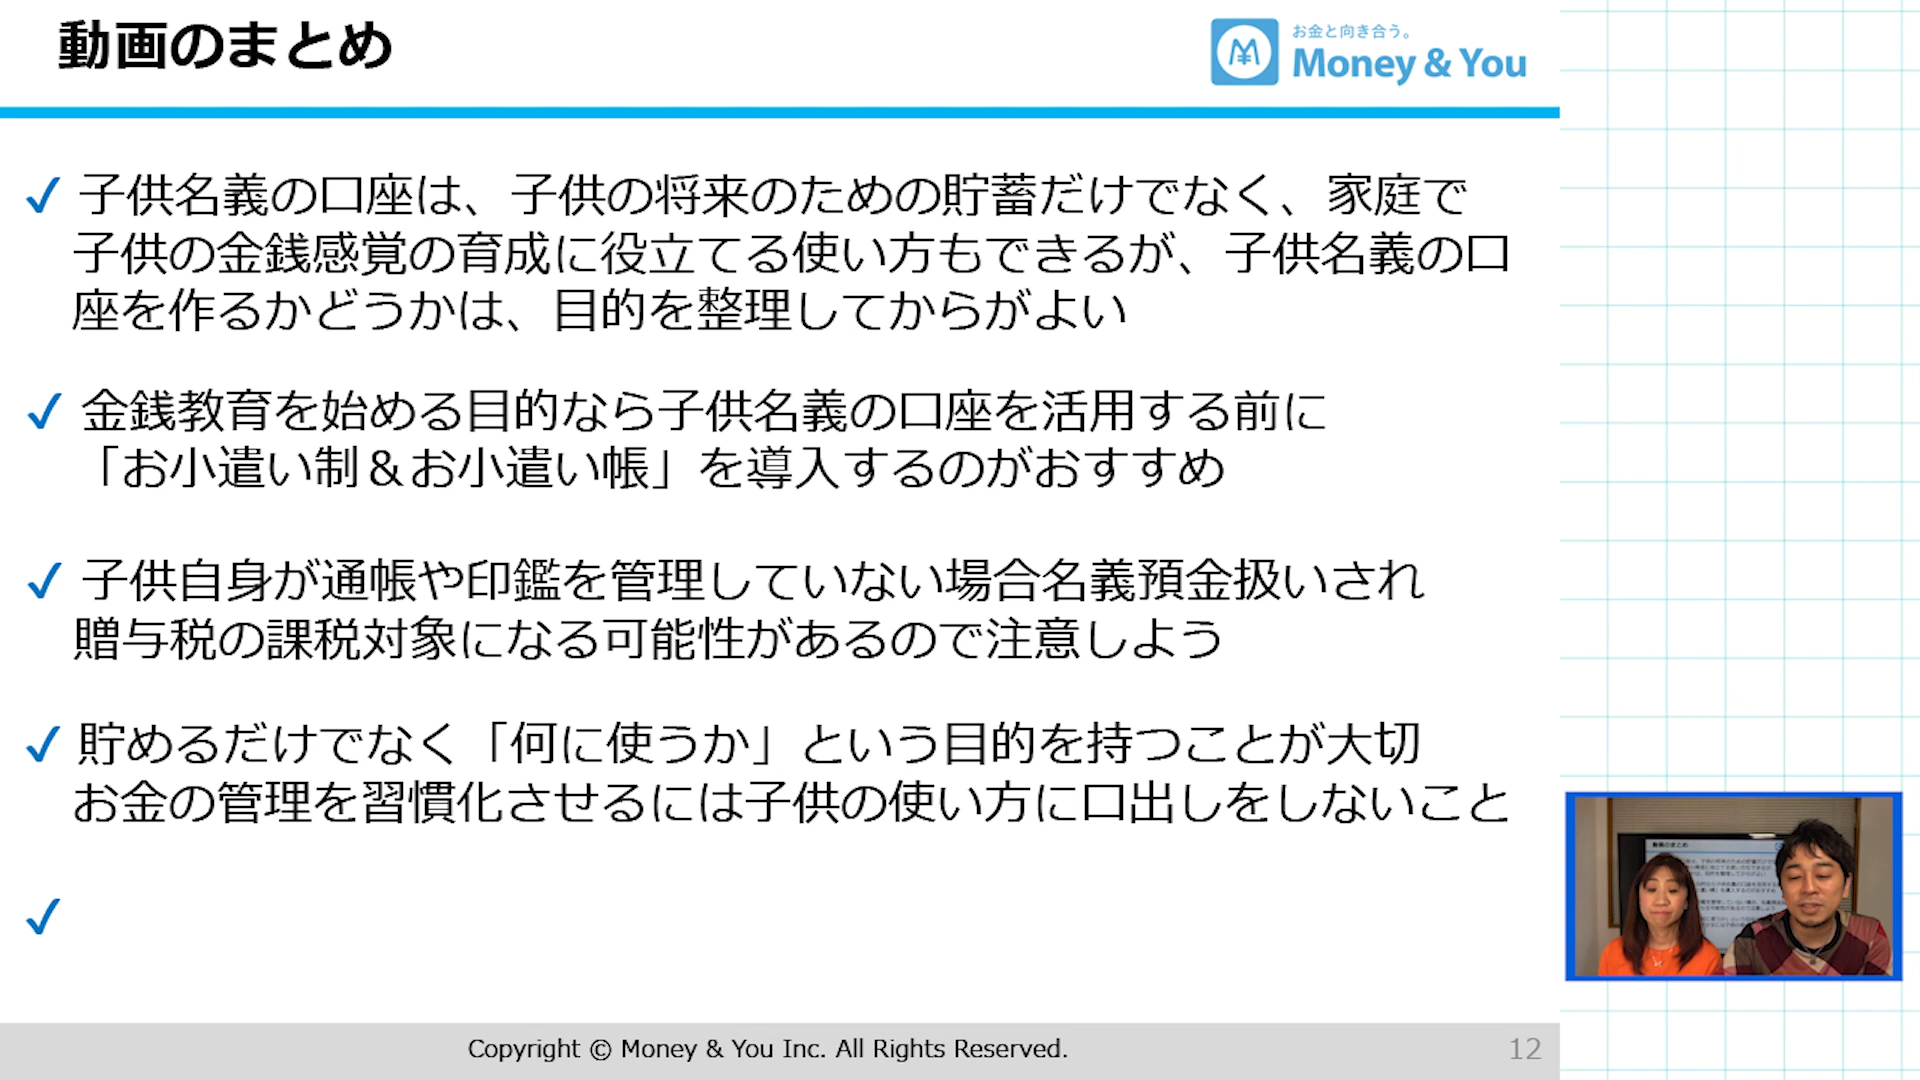 動画のまとめ
お金と向き合う。
Money & You
✓ 子供名義の口座は、子供の将来のための貯蓄だけでなく、家庭で
子供の金銭感覚の育成に役立てる使い方もできるが、子供名義の口
座を作るかどうかは、目的を整理してからがよい
✓ 金銭教育を始める目的なら子供名義の口座を活用する前に
「お小遣い制＆お小遣い帳」を導入するのがおすすめ
✓ 子供自身が通帳や印鑑を管理していない場合名義預金扱いされ
贈与税の課税対象になる可能性があるので注意しよう
✓ 貯めるだけでなく「何に使うか」という目的を持つことが大切
お金の管理を習慣化させるには子供の使い方に口出しをしないこと
✓
動画のまとめ
Copyright © Money & You Inc. All Rights Reserved.
12